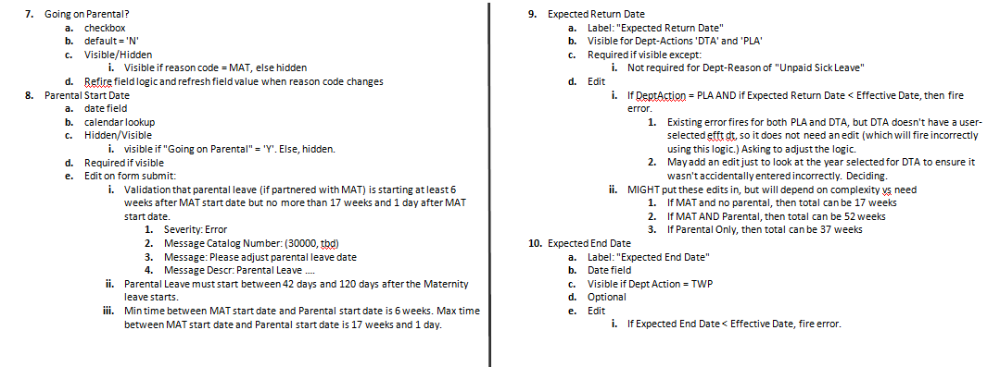 7. Going on Parental?
a. checkbox
b. default = 'N'
c. Visible/Hidden
i. Visible if reason code = MAT, else hidden
d. Refire field logic and refresh field value when reason code changes
8. Parental Start Date
a. date field
b. calendar lookup
c. Hidden/Visible
i. visible if "Going on Parental" = 'Y'. Else, hidden.
d. Required if visible
e. Edit on form submit:
i. Validation that parental leave (if partnered with MAT) is starting at least 6
weeks after MAT start date but no more than 17 weeks and 1 day after MAT
start date.
1. Severity: Error
2. Message Catalog Number: (30000, tbd)
3. Message: Please adjust parental leave date
4. Message Descr: Parental Leave ....
ii. Parental Leave must start between 42 days and 120 days after the Maternity
leave starts.
iii. Min time between MAT start date and Parental start date is 6 weeks. Max time
between MAT start date and Parental start date is 17 weeks and 1 day.
9. Expected Return Date
a. Label: "Expected Return Date"
b. Visible for Dept-Actions 'DTA' and 'PLA'
c. Required if visible except:
i. Not required for Dept-Reason of "Unpaid Sick Leave"
d. Edit
i. If DeptAction = PLA AND if Expected Return Date < Effective Date, then fire
error.
1. Existing error fires for both PLA and DTA, but DTA doesn't have a user-
selected efft dt, so it does not need an edit (which will fire incorrectly
using this logic.) Asking to adjust the logic.
2. May add an edit just to look at the year selected for DTA to ensure it
wasn't accidentally entered incorrectly. Deciding.
ii. MIGHT put these edits in, but will depend on complexity vs need
1. If MAT and no parental, then total can be 17 weeks
2. If MAT AND Parental, then total can be 52 weeks
3. If Parental Only, then total can be 37 weeks
10. Expected End Date
a. Label: "Expected End Date"
b. Date field
c. Visible if Dept Action = TWP
d. Optional
e. Edit
i. If Expected End Date < Effective Date, fire error.